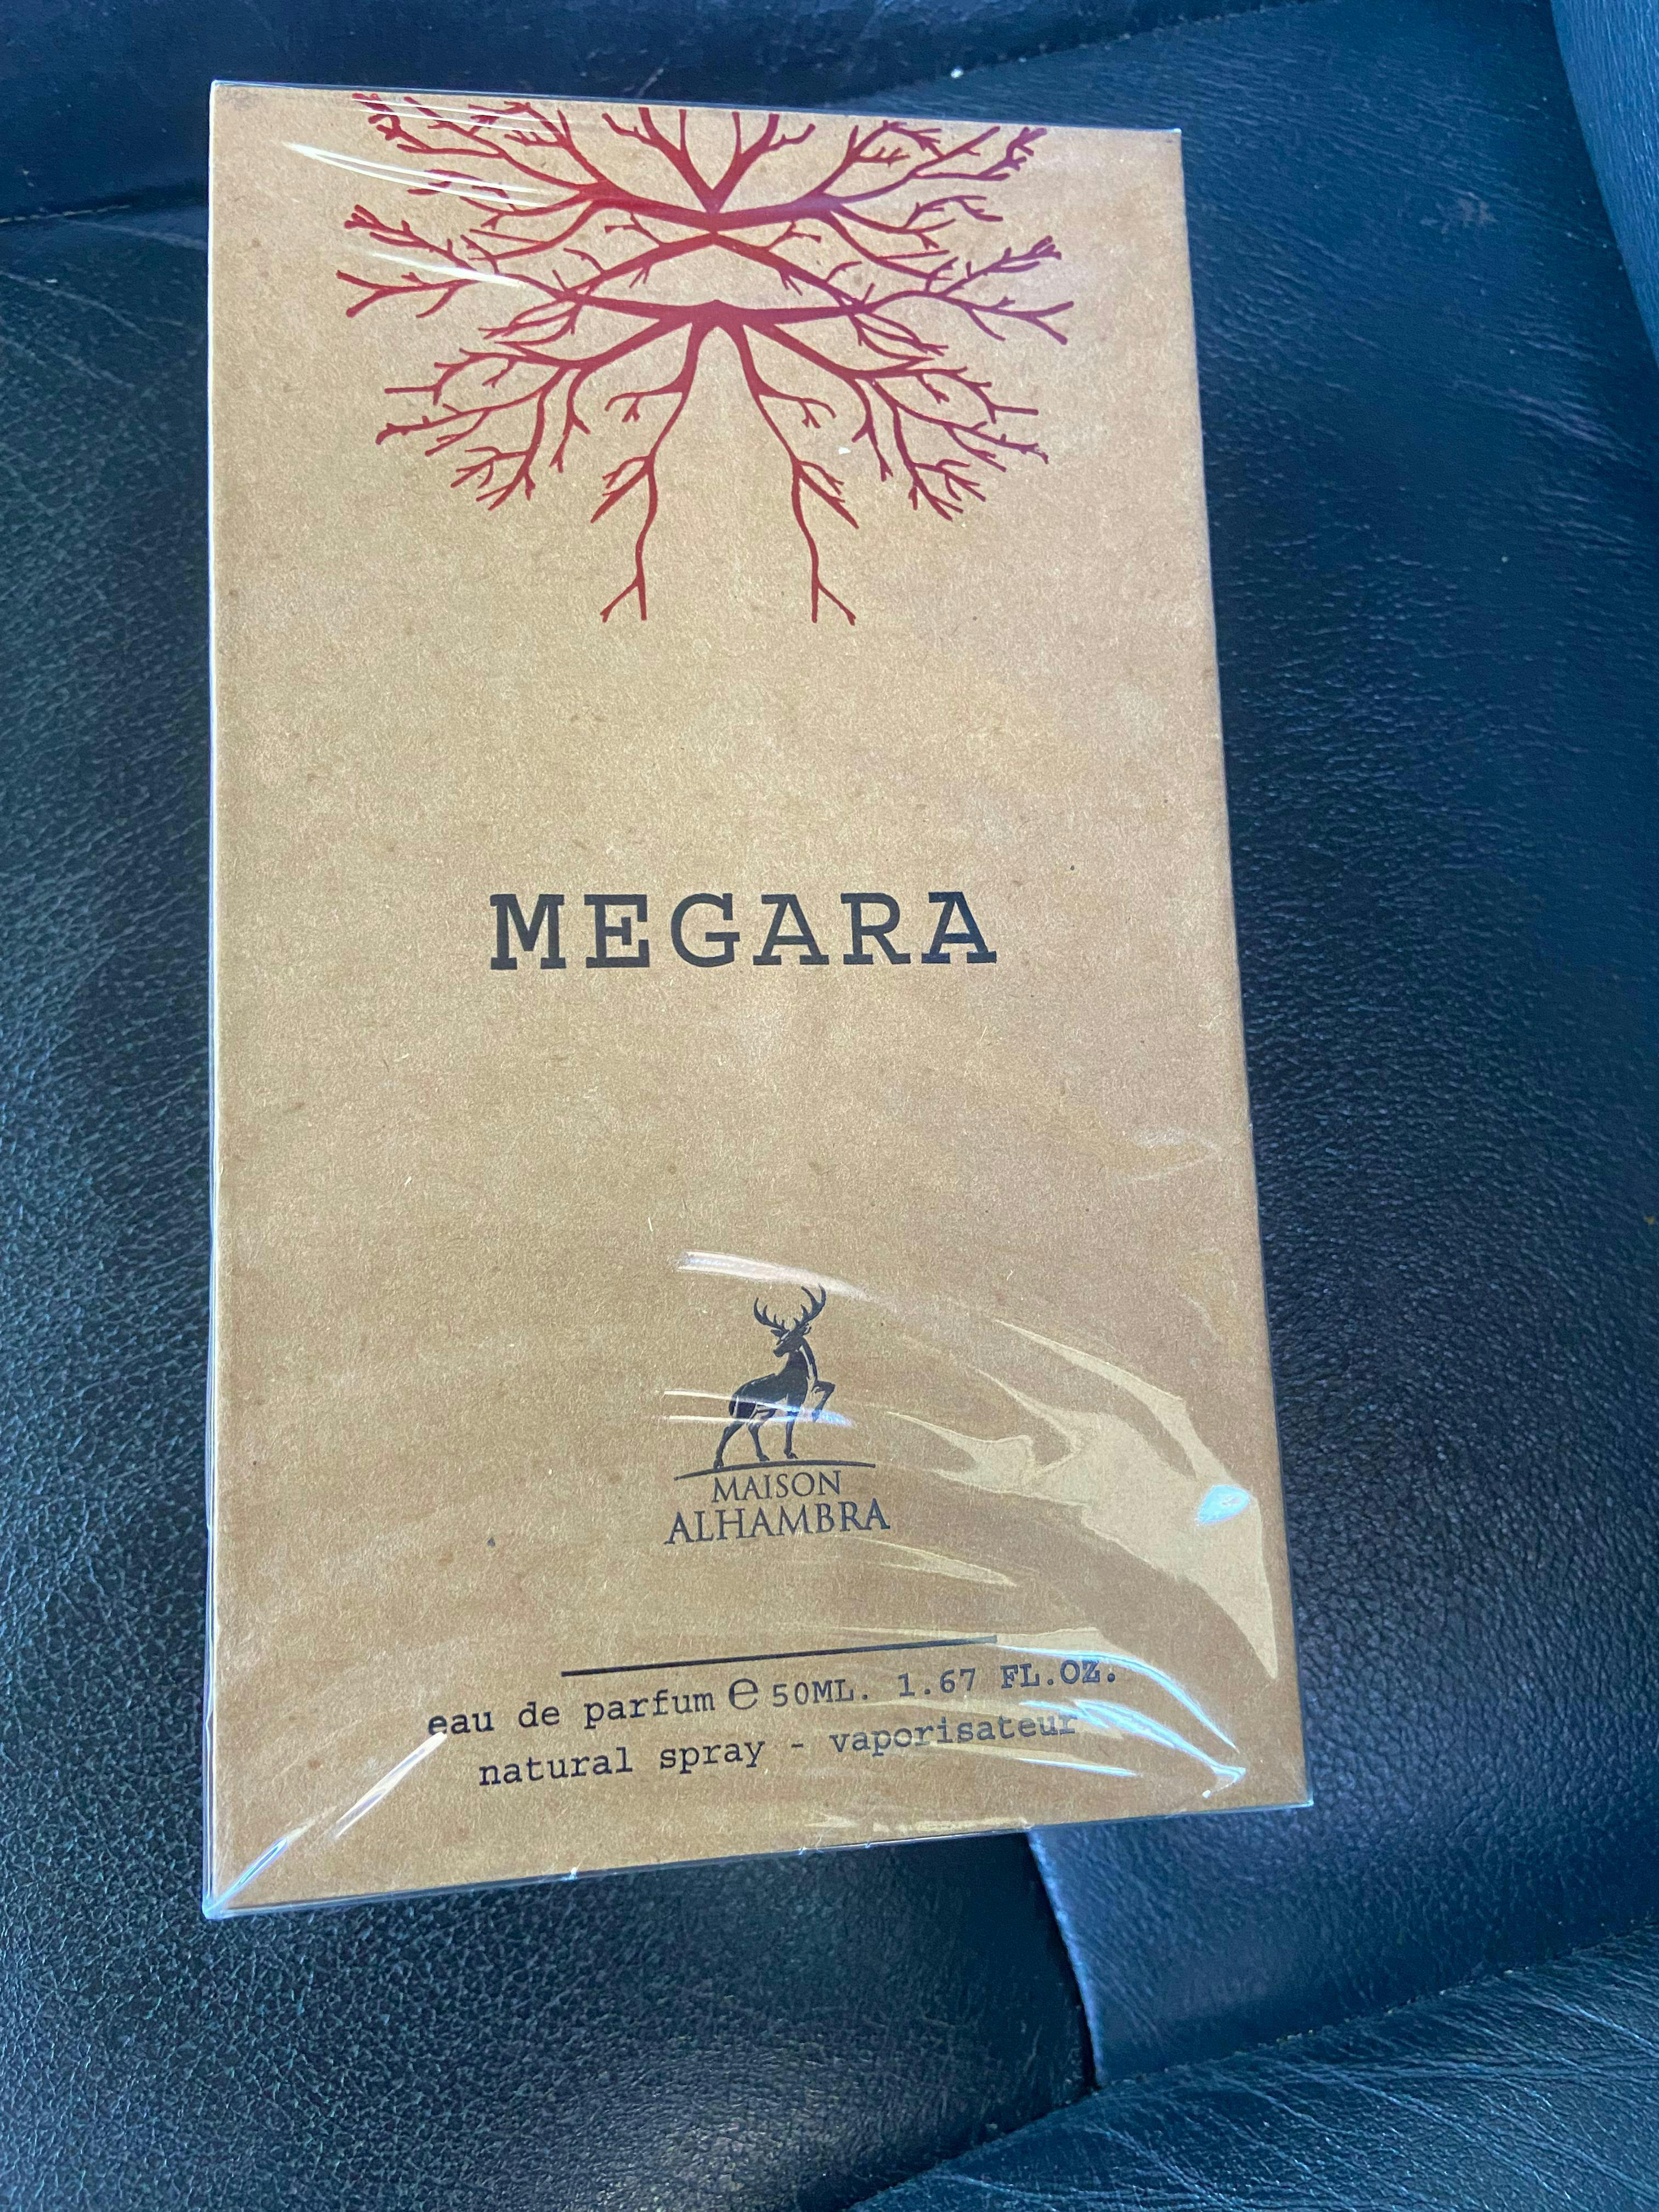 MEGARA
MAISON
ALHAMBRA
eau de parfum ℮ 50ML. 1.67 FL.OZ.
natural spray - vaporisateur